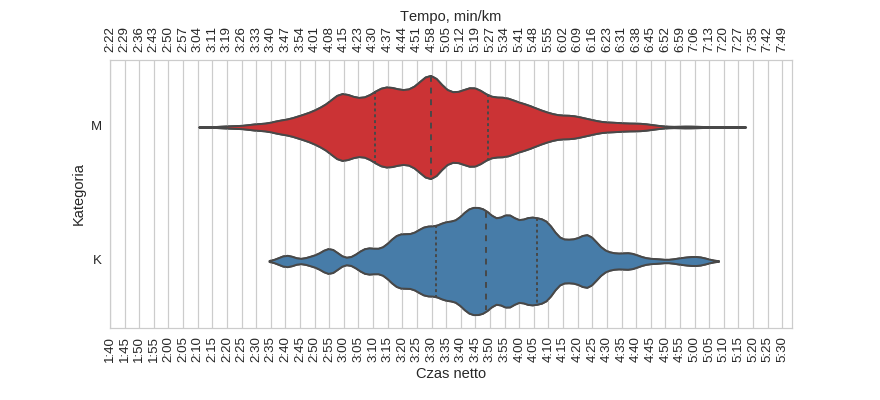 Tempo, min/km
2:22 2:29 2:36 2:43 2:50 2:57 3:04 3:11 3:19 3:26 3:33 3:40 3:47 3:54 4:01 4:08 4:15 4:23 4:30 4:37 4:44 4:51 4:58 5:05 5:12 5:19 5:27 5:34 5:41 5:48 5:55 6:02 6:09 6:16 6:23 6:31 6:38 6:45 6:52 6:59 7:06 7:13 7:20 7:27 7:35 7:42 7:49
M
Kategoria
K
1:40 1:45 1:50 1:55 2:00 2:05 2:10 2:15 2:20 2:25 2:30 2:35 2:40 2:45 2:50 2:55 3:00 3:05 3:10 3:15 3:20 3:25 3:30 3:35 3:40 3:45 3:50 3:55 4:00 4:05 4:10 4:15 4:20 4:25 4:30 4:35 4:40 4:45 4:50 4:55 5:00 5:05 5:10 5:15 5:20 5:25 5:30
Czas netto